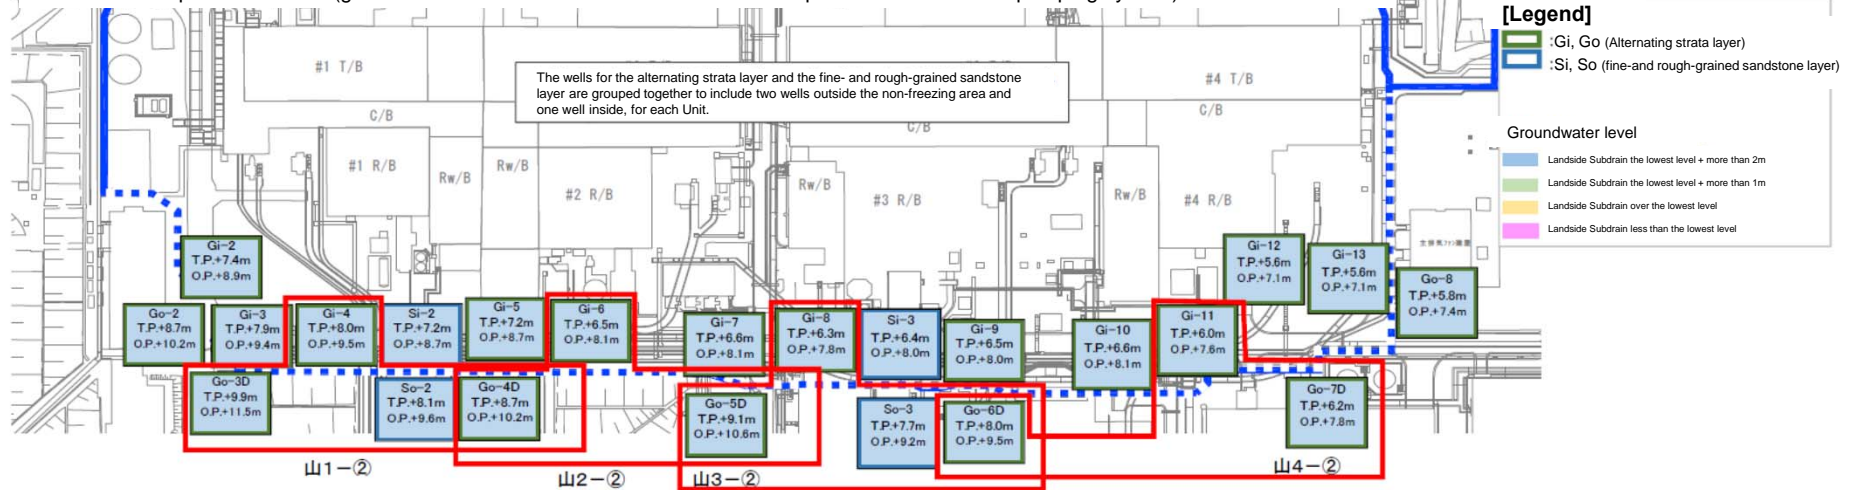 [Legend]
:Gi, Go (Alternating strata layer)
:Si, So (fine-and rough-grained sandstone layer)
Groundwater level
Landside Subdrain the lowest level + more than 2m
Landside Subdrain the lowest level + more than 1m
Landside Subdrain over the lowest level
Landside Subdrain less than the lowest level
#1 T/B
#4 T/B
The wells for the alternating strata layer and the fine- and rough-grained sandstone
layer are grouped together to include two wells outside the non-freezing area and
one well inside, for each Unit.
C/B
C/B
C/B
#1 R/B
Rw/B
Rw/B
#2 R/B
Rw/B
#3 R/B
Rw/B
#4 R/B
Gi-2
T.P.+7.4m
O.P.+8.9m
Go-2
T.P.+8.7m
O.P.+10.2m
Gi-3
T.P.+7.9m
O.P.+9.4m
Gi-4
T.P.+8.0m
O.P.+9.5m
Si-2
T.P.+7.2m
O.P.+8.7m
Gi-5
T.P.+7.2m
O.P.+8.7m
Gi-6
T.P.+6.5m
O.P.+8.1m
Gi-7
T.P.+6.6m
O.P.+8.1m
Gi-8
T.P.+6.3m
O.P.+7.8m
Si-3
T.P.+6.4m
O.P.+8.0m
Gi-9
T.P.+6.5m
O.P.+8.0m
Gi-10
T.P.+6.6m
O.P.+8.1m
Gi-11
T.P.+6.0m
O.P.+7.6m
Gi-12
T.P.+5.6m
O.P.+7.1m
Gi-13
T.P.+5.6m
O.P.+7.1m
Go-8
T.P.+5.8m
O.P.+7.4m
Go-3D
T.P.+9.9m
O.P.+11.5m
So-2
T.P.+8.1m
O.P.+9.6m
Go-4D
T.P.+8.7m
O.P.+10.2m
Go-5D
T.P.+9.1m
O.P.+10.6m
So-3
T.P.+7.7m
O.P.+9.2m
Go-6D
T.P.+8.0m
O.P.+9.5m
Go-7D
T.P.+6.2m
O.P.+7.8m
山1-②
山2-②
山3-②
山4-②